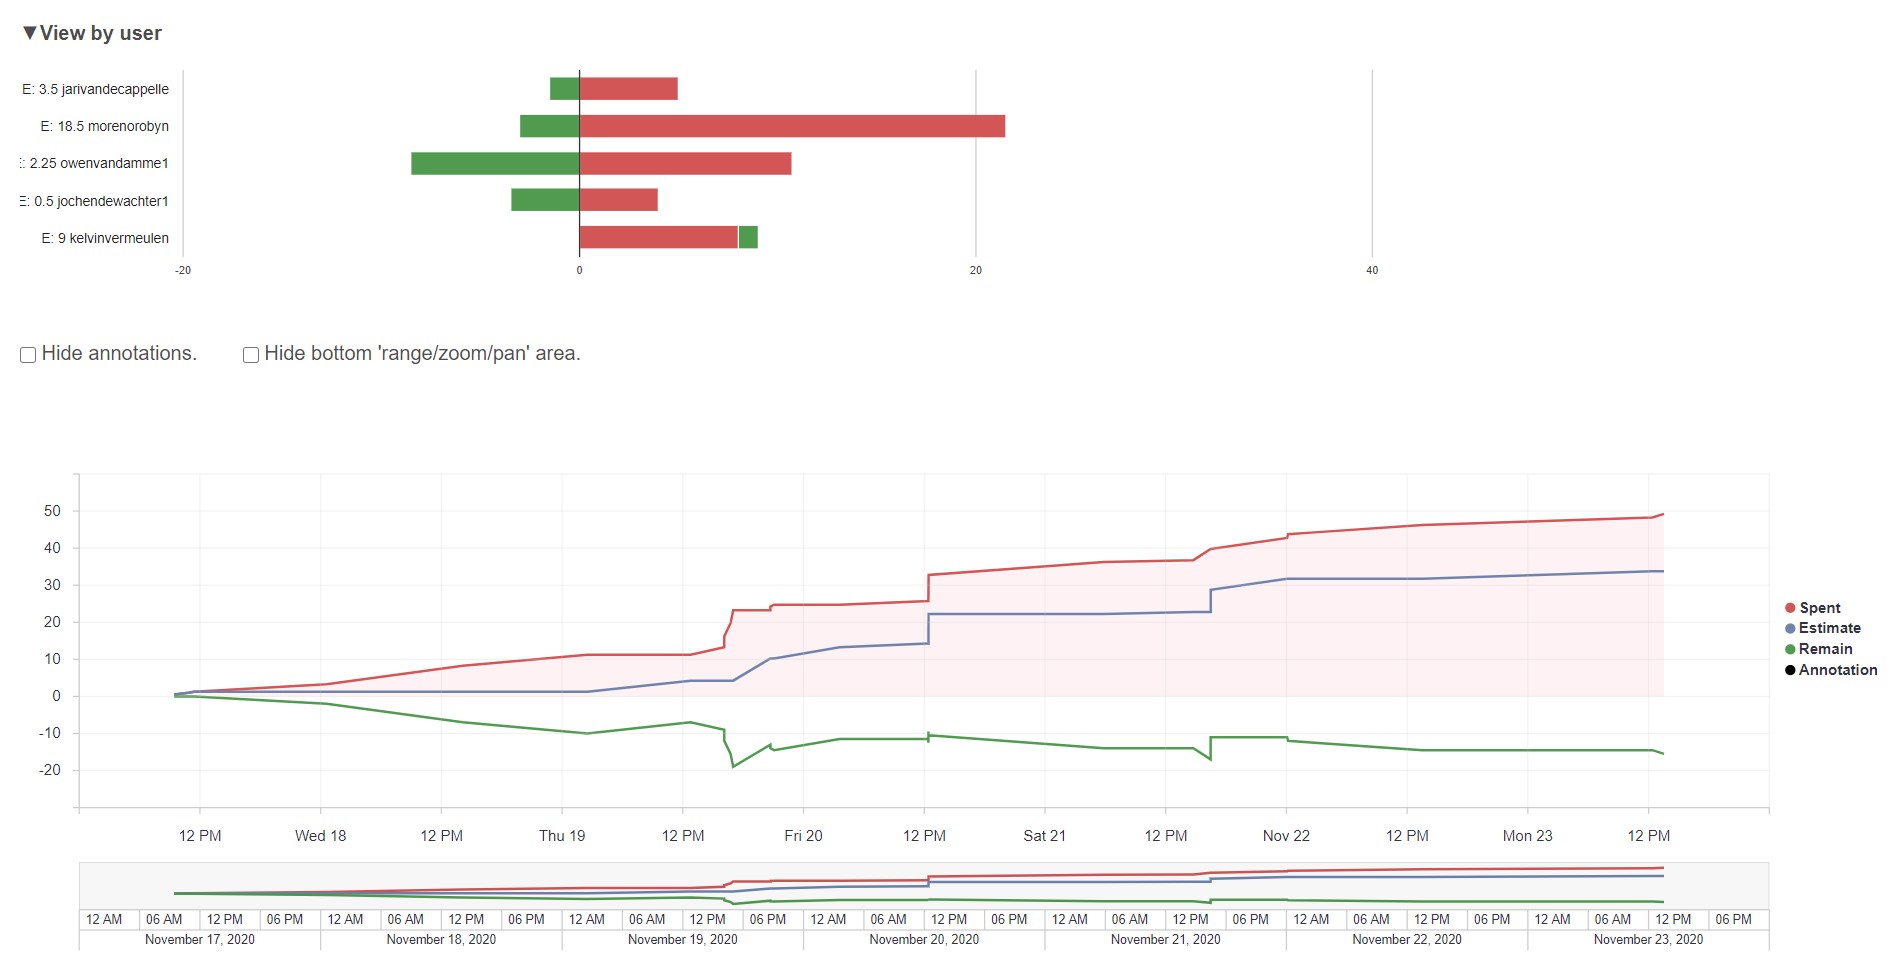 ▼View by user
E: 3.5 jarivandecappelle
E: 18.5 morenorobyn
: 2.25 owenvandamme1
E: 0.5 jochendewachter1
E: 9 kelvinvermeulen
-20 0 20 40
Hide annotations. Hide bottom 'range/zoom/pan' area.
50
40
30
20
10
0
-10
-20
Spent
Estimate
Remain
Annotation
12 PM Wed 18 12 PM Thu 19 12 PM Fri 20 12 PM Sat 21 12 PM Nov 22 12 PM Mon 23 12 PM
12 AM 06 AM 12 PM 06 PM 12 AM 06 AM 12 PM 06 PM 12 AM 06 AM 12 PM 06 PM 12 AM 06 AM 12 PM 06 PM 12 AM 06 AM 12 PM 06 PM 12 AM 06 AM 12 PM 06 PM 12 AM 06 AM 12 PM 06 PM
November 17, 2020 November 18, 2020 November 19, 2020 November 20, 2020 November 21, 2020 November 22, 2020 November 23, 2020